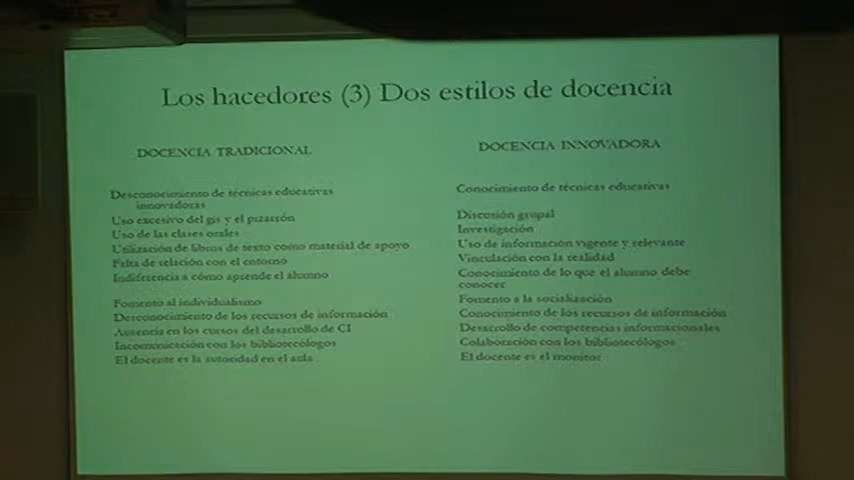 Los hacedores (3) Dos estilos de docencia
DOCENCIA TRADICIONAL
Desconocimiento de técnicas educativas
innovadoras
Uso excesivo del gis y el pizarrón
Uso de las clases orales
Utilización de libros de texto como material de apoyo
Falta de relación con el entorno
Indiferencia a cómo aprende el alumno
Fomento al individualismo
Desconocimiento de los recursos de información
Ausencia en los cursos del desarrollo de CI
Incomunicación con los bibliotecólogos
El docente es la autoridad en el aula
DOCENCIA INNOVADORA
Conocimiento de técnicas educativas
Discusión grupal
Investigación
Uso de información vigente y relevante
Vinculación con la realidad
Conocimiento de lo que el alumno debe
conocer
Fomento a la socialización
Conocimiento de los recursos de información
Desarrollo de competencias informacionales
Colaboración con los bibliotecólogos
El docente es el monitor